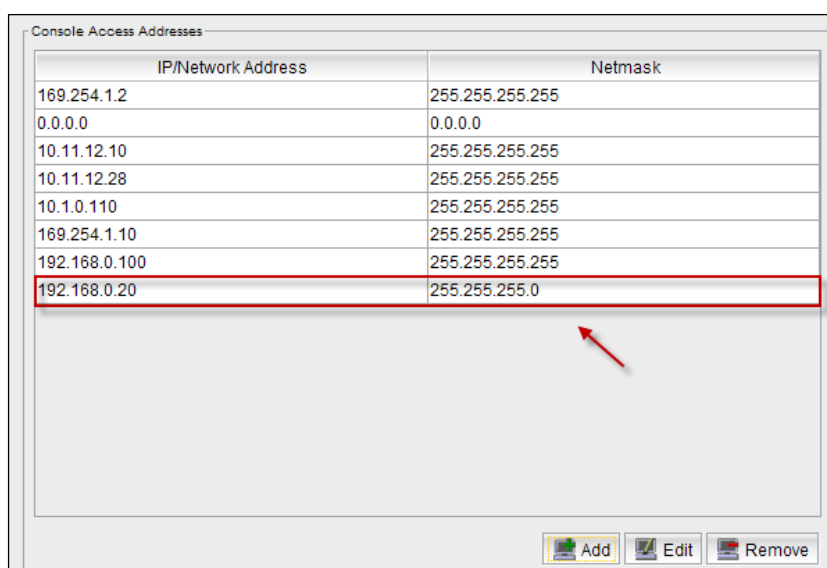 Console Access Addresses
IP/Network Address Netmask
169.254.1.2 255.255.255.255
0.0.0.0 0.0.0.0
10.11.12.10 255.255.255.255
10.11.12.28 255.255.255.255
10.1.0.110 255.255.255.255
169.254.1.10 255.255.255.255
192.168.0.100 255.255.255.255
192.168.0.20 255.255.255.0
Add Edit Remove